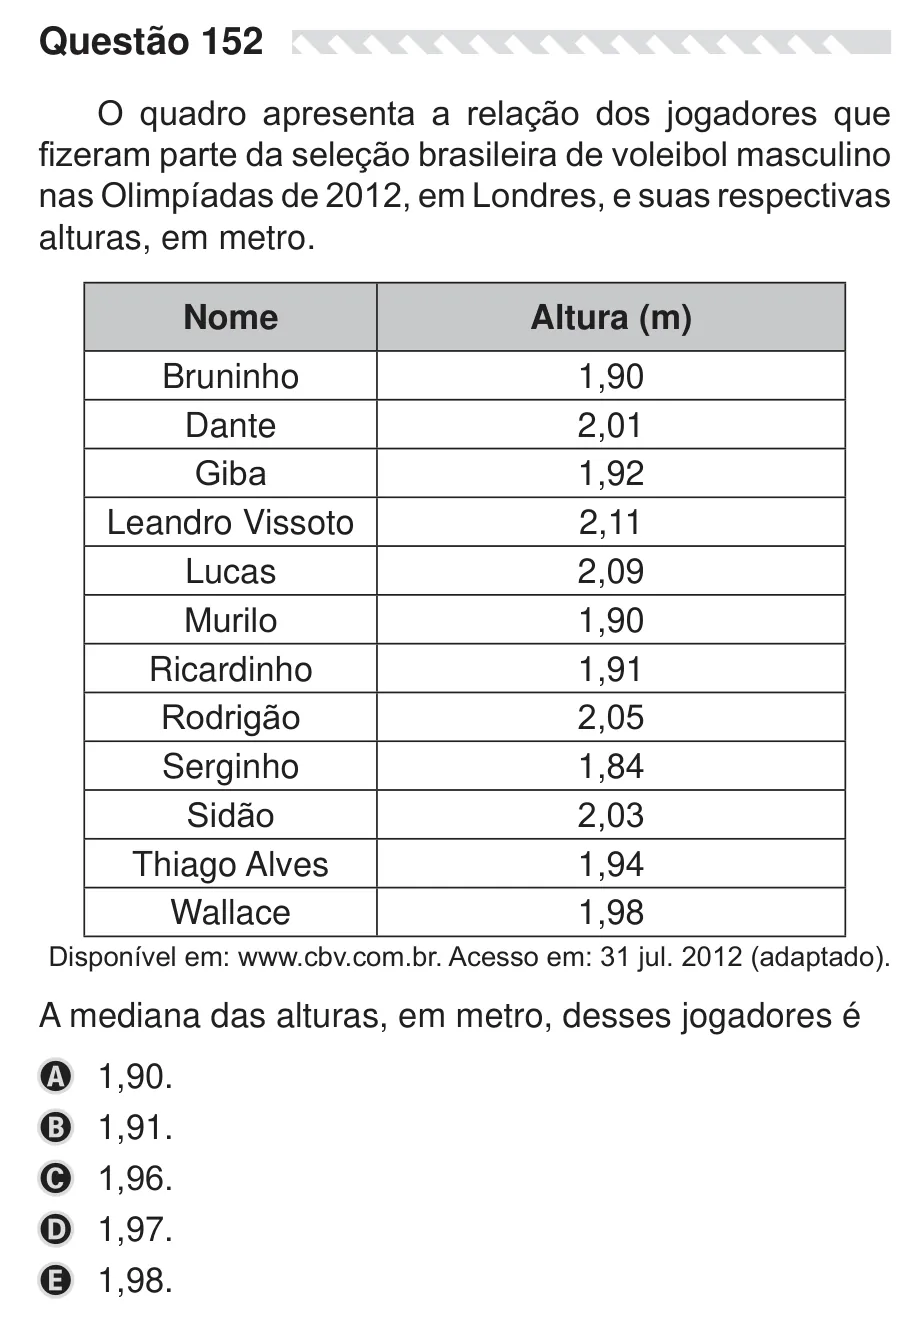 Questão 152
O quadro apresenta a relação dos jogadores que
fizeram parte da seleção brasileira de voleibol masculino
nas Olimpíadas de 2012, em Londres, e suas respectivas
alturas, em metro.
Nome Altura (m)
Bruninho 1,90
Dante 2,01
Giba 1,92
Leandro Vissoto 2,11
Lucas 2,09
Murilo 1,90
Ricardinho 1,91
Rodrigão 2,05
Serginho 1,84
Sidão 2,03
Thiago Alves 1,94
Wallace 1,98
Disponível em: www.cbv.com.br. Acesso em: 31 jul. 2012 (adaptado).
A mediana das alturas, em metro, desses jogadores é
A 1,90.
B 1,91.
C 1,96.
D 1,97.
E 1,98.